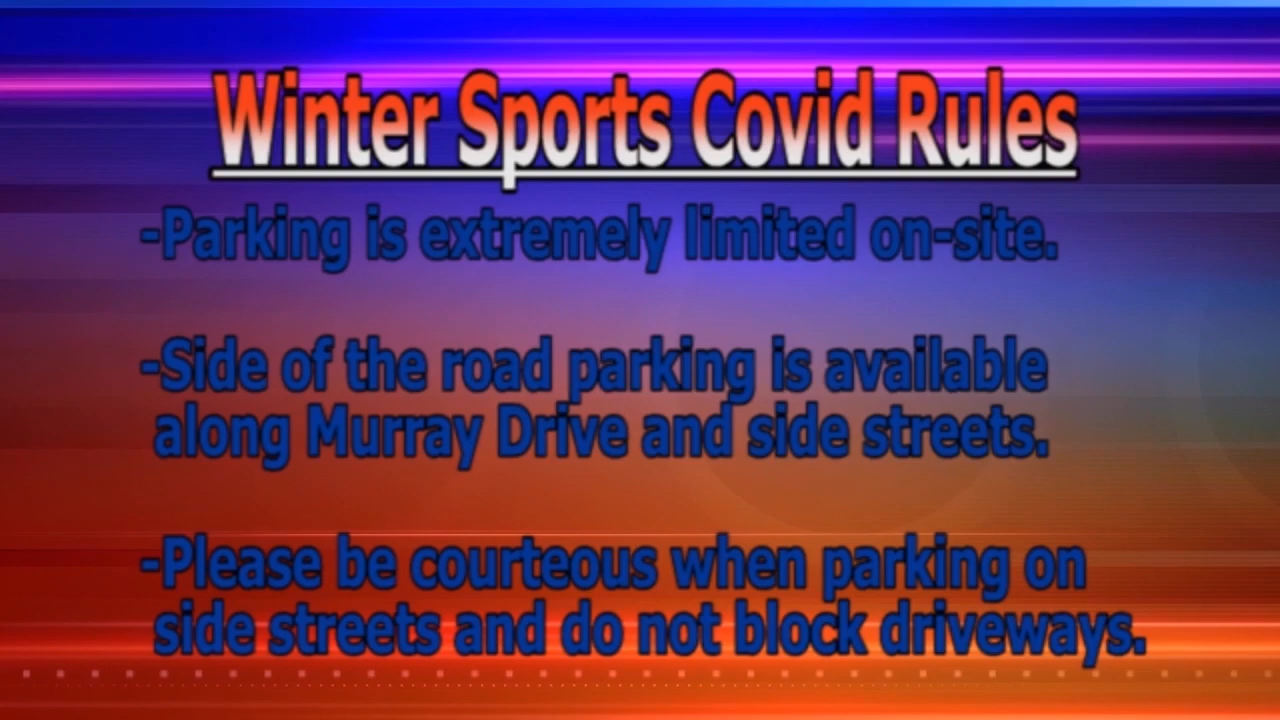 Winter Sports Covid Rules
-Parking is extremely limited on-site.
-Side of the road parking is available
along Murray Drive and side streets.
-Please be courteous when parking on
side streets and do not block driveways.